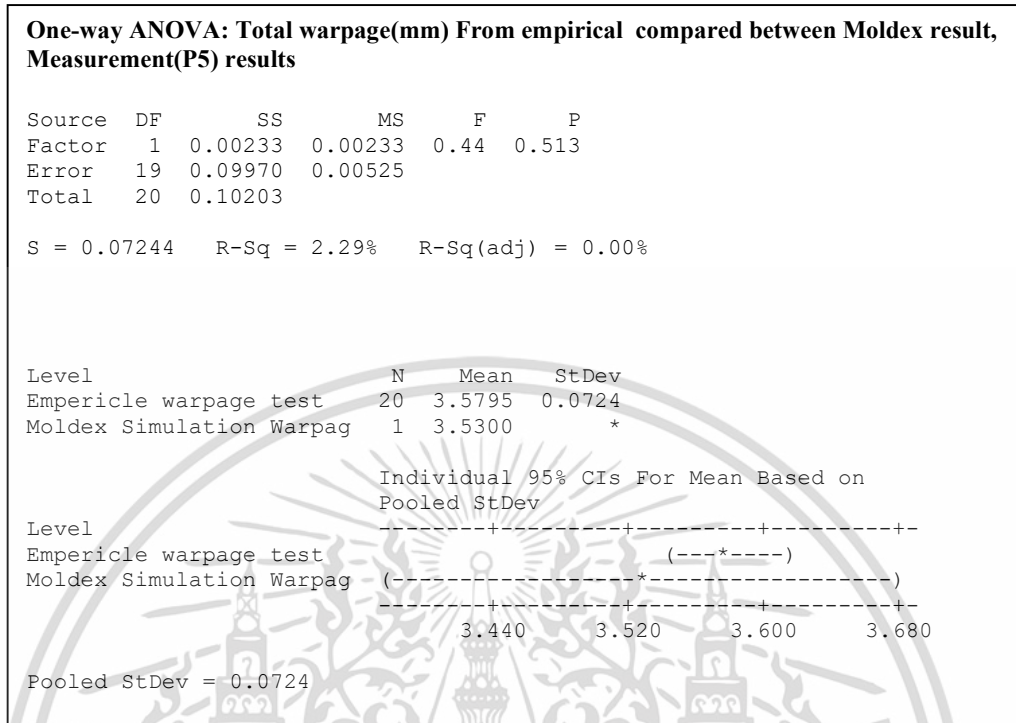 One-way ANOVA: Total warpage(mm) From empirical compared between Moldex result,
Measurement(P5) results
Source DF SS MS F P
Factor 1 0.00233 0.00233 0.44 0.513
Error 19 0.09970 0.00525
Total 20 0.10203
S = 0.07244 R-Sq = 2.29% R-Sq(adj) = 0.00%
Level N Mean StDev
Empericle warpage test 20 3.5795 0.0724
Moldex Simulation Warpag 1 3.5300 *
Individual 95% CIs For Mean Based on
Pooled StDev
Level --------+---------+---------+---------+-
Empericle warpage test (---*----)
Moldex Simulation Warpag (------------------*------------------)
--------+---------+---------+---------+-
3.440 3.520 3.600 3.680
Pooled StDev = 0.0724